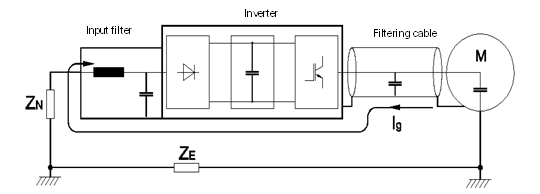 Inverter
Input filter
Filtering cable
M
ZN
Ig
ZE